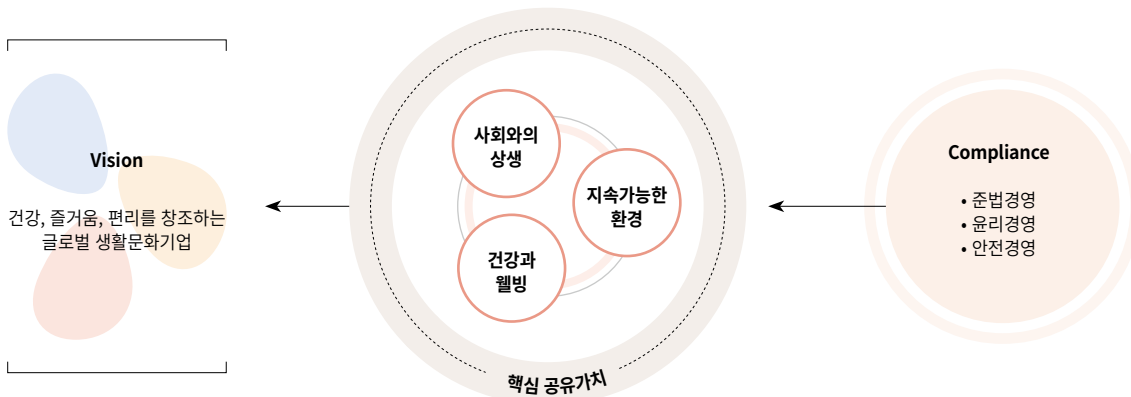 Vision
건강, 즐거움, 편리를 창조하는
글로벌 생활문화기업
사회와의
상생
지속가능한
환경
건강과
웰빙
핵심 공유가치
Compliance
• 준법경영
• 윤리경영
• 안전경영